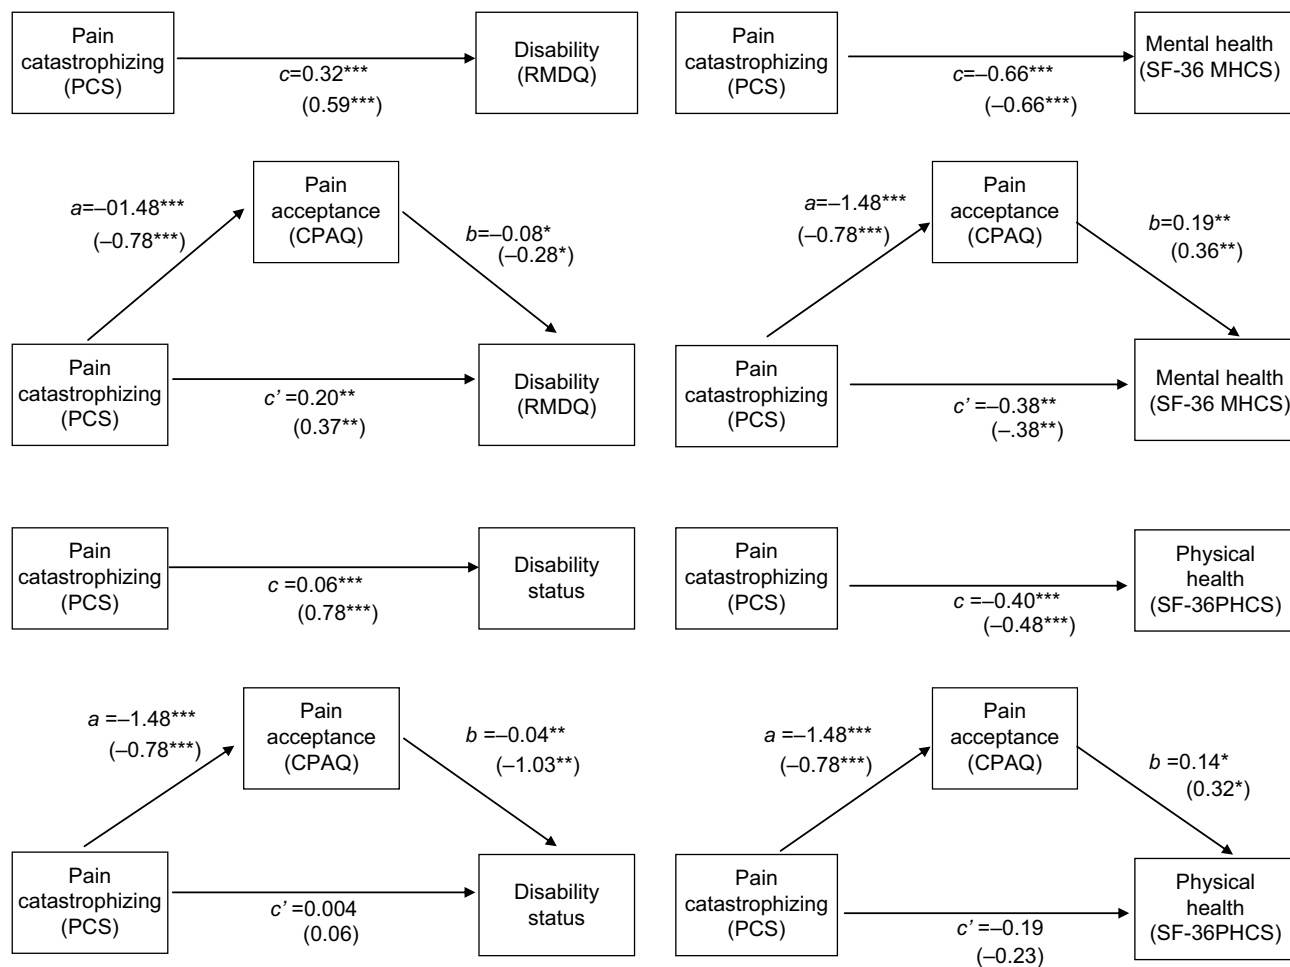 Pain
catastrophizing
(PCS)
c=0.32***
(0.59***)
Disability
(RMDQ)
Pain
catastrophizing
(PCS)
c=–0.66***
(–0.66***)
Mental health
(SF-36 MHCS)
a=–01.48***
(–0.78***)
Pain
acceptance
(CPAQ)
b=–0.08*
(–0.28*)
Pain
catastrophizing
(PCS)
c’ =0.20**
(0.37**)
Disability
(RMDQ)
a=–1.48***
(–0.78***)
Pain
acceptance
(CPAQ)
b=0.19**
(0.36**)
Pain
catastrophizing
(PCS)
c’ =–0.38**
(–.38**)
Mental health
(SF-36 MHCS)
Pain
catastrophizing
(PCS)
c =0.06***
(0.78***)
Disability
status
Pain
catastrophizing
(PCS)
c =–0.40***
(–0.48***)
Physical
health
(SF-36PHCS)
a =–1.48***
(–0.78***)
Pain
acceptance
(CPAQ)
b =–0.04**
(–1.03**)
Pain
catastrophizing
(PCS)
c’ =0.004
(0.06)
Disability
status
a =–1.48***
(–0.78***)
Pain
acceptance
(CPAQ)
b =0.14*
(0.32*)
Pain
catastrophizing
(PCS)
c’ =–0.19
(–0.23)
Physical
health
(SF-36PHCS)